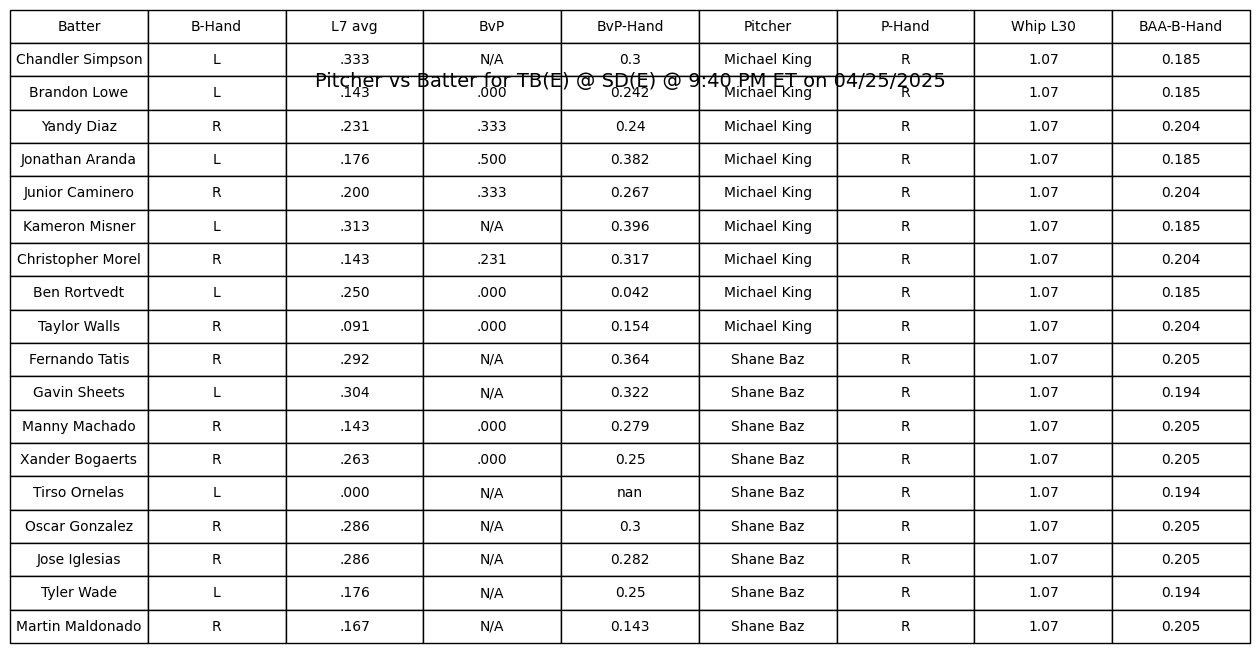 Batter B-Hand L7 avg BvP BvP-Hand Pitcher P-Hand Whip L30 BAA-B-Hand
Chandler Simpson L .333 N/A 0.3 Michael King R 1.07 0.185
Pitcher vs Batter for TB(E) @ SD(E) @ 9:40 PM ET on 04/25/2025
Brandon Lowe L .143 .000 0.242 Michael King R 1.07 0.185
Yandy Diaz R .231 .333 0.24 Michael King R 1.07 0.204
Jonathan Aranda L .176 .500 0.382 Michael King R 1.07 0.185
Junior Caminero R .200 .333 0.267 Michael King R 1.07 0.204
Kameron Misner L .313 N/A 0.396 Michael King R 1.07 0.185
Christopher Morel R .143 .231 0.317 Michael King R 1.07 0.204
Ben Rortvedt L .250 .000 0.042 Michael King R 1.07 0.185
Taylor Walls R .091 .000 0.154 Michael King R 1.07 0.204
Fernando Tatis R .292 N/A 0.364 Shane Baz R 1.07 0.205
Gavin Sheets L .304 N/A 0.322 Shane Baz R 1.07 0.194
Manny Machado R .143 .000 0.279 Shane Baz R 1.07 0.205
Xander Bogaerts R .263 .000 0.25 Shane Baz R 1.07 0.205
Tirso Ornelas L .000 N/A nan Shane Baz R 1.07 0.194
Oscar Gonzalez R .286 N/A 0.3 Shane Baz R 1.07 0.205
Jose Iglesias R .286 N/A 0.282 Shane Baz R 1.07 0.205
Tyler Wade L .176 N/A 0.25 Shane Baz R 1.07 0.194
Martin Maldonado R .167 N/A 0.143 Shane Baz R 1.07 0.205